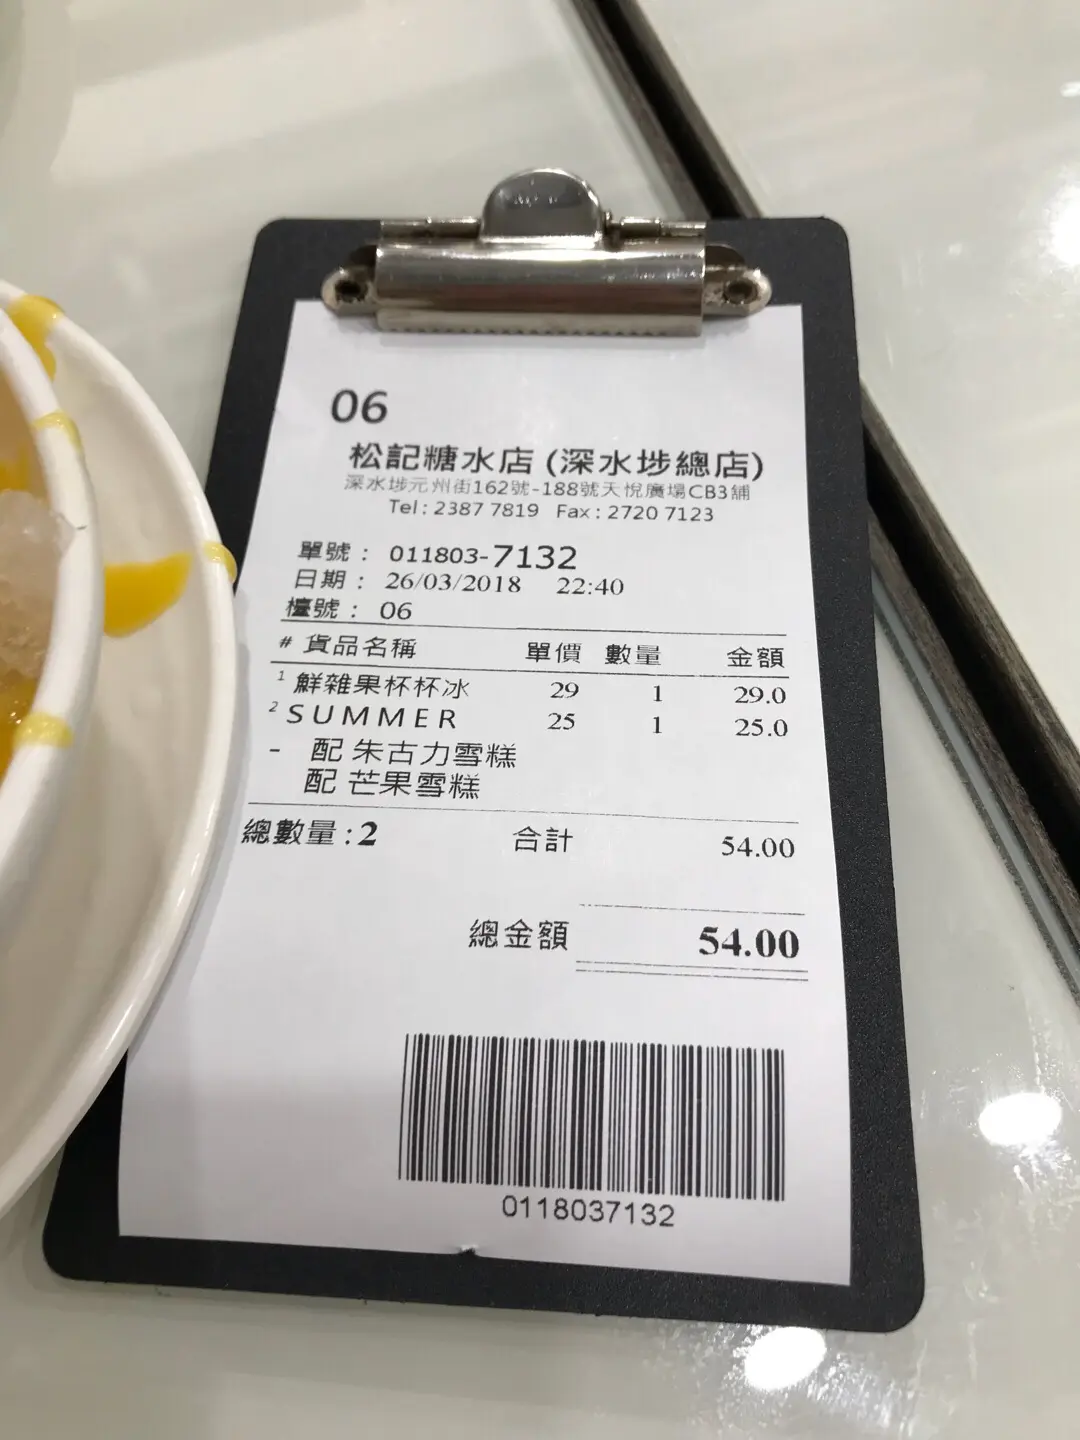 06
松記糖水店 (深水埗總店)
深水埗元州街162號-188號天悅廣場CB3舖
Tel : 2387 7819 Fax : 2720 7123
單號 : 011803-7132
日期 : 26/03/2018 22:40
檯號 : 06
# 貨品名稱 單價 數量 金額
1 鮮雜果杯杯冰 29 1 29.0
2 SUMMER 25 1 25.0
- 配 朱古力雪糕
配 芒果雪糕
總數量 : 2 合計 54.00
總金額 54.00
0118037132